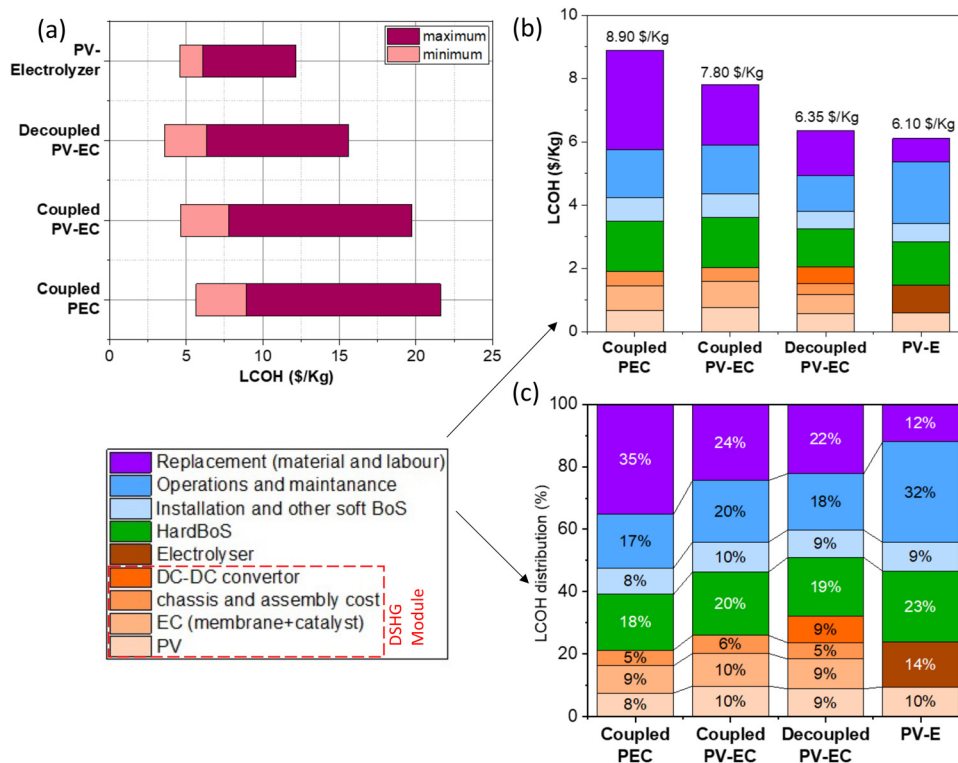 (a)
maximum
minimum
PV-
Electrolyzer
Decoupled
PV-EC
Coupled
PV-EC
Coupled
PEC
0 5 10 15 20 25
LCOH ($/Kg)
(b)
10
8
6
4
2
0
LCOH ($/Kg)
8.90 $/Kg
7.80 $/Kg
6.35 $/Kg
6.10 $/Kg
Coupled PEC
Coupled PV-EC
Decoupled PV-EC
PV-E
Replacement (material and labour)
Operations and maintanance
Installation and other soft BoS
HardBoS
Electrolyser
DC-DC convertor
chassis and assembly cost
EC (membrane+catalyst)
PV
DSHG
Module
(c)
100
80
60
40
20
0
LCOH distribution (%)
35% 24% 22% 12%
17% 20% 18% 32%
8% 10% 9% 9%
18% 20% 19% 23%
9%
5% 6% 5% 14%
9% 10% 9%
8% 10% 9% 10%
Coupled PEC
Coupled PV-EC
Decoupled PV-EC
PV-E